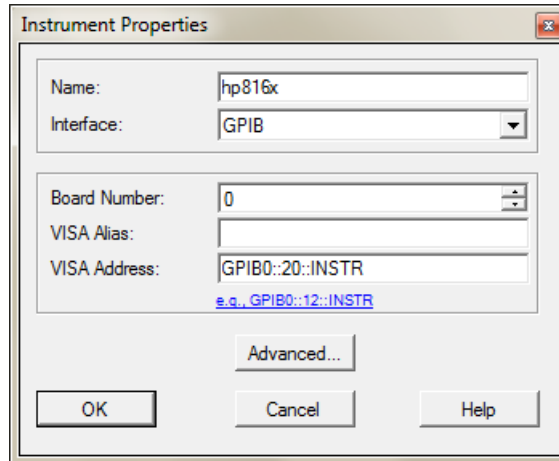 Instrument Properties
Name: hp816x
Interface: GPIB
Board Number: 0
VISA Alias:
VISA Address: GPIB0::20::INSTR
e.g., GPIB0::12::INSTR
Advanced...
OK Cancel Help